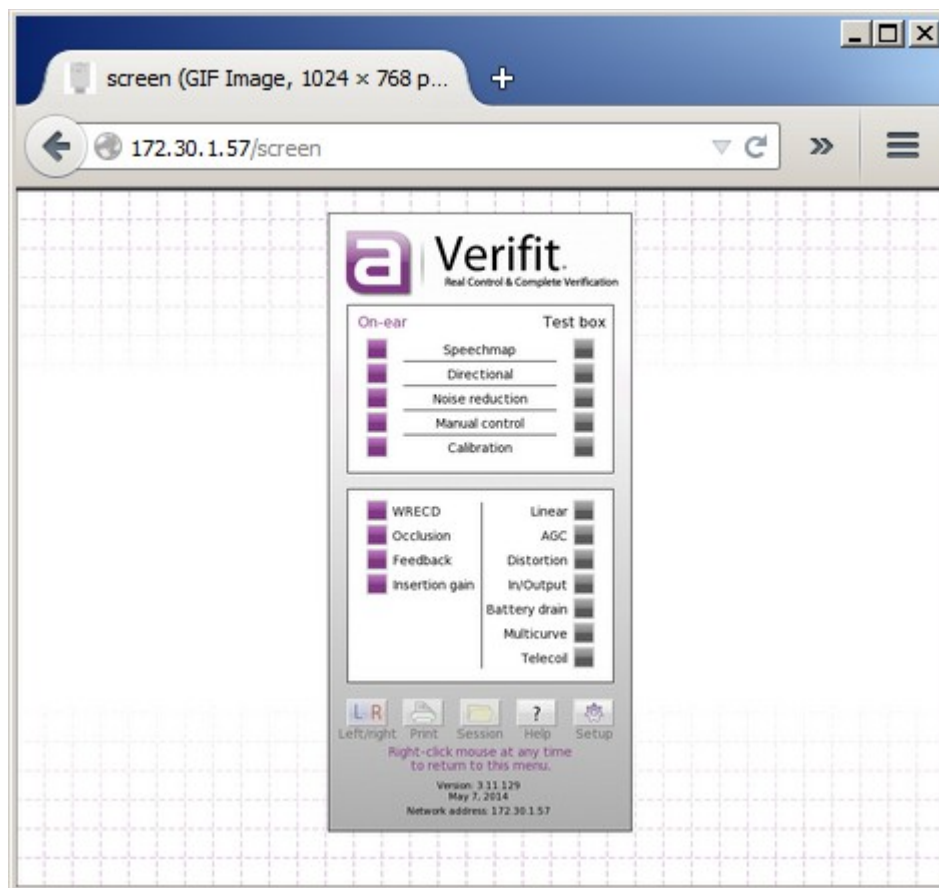 screen (GIF Image, 1024 × 768 p...
172.30.1.57/screen
a Verifit.
Real Control & Complete Verification
On-ear Test box
Speechmap
Directional
Noise reduction
Manual control
Calibration
WRECD Linear
Occlusion AGC
Feedback Distortion
Insertion gain In/Output
Battery drain
Multicurve
Telecoil
L R ?
Left/right Print Session Help Setup
Right-click mouse at any time
to return to this menu.
Version: 3.11.129
May 7, 2014
Network address: 172.30.1.57